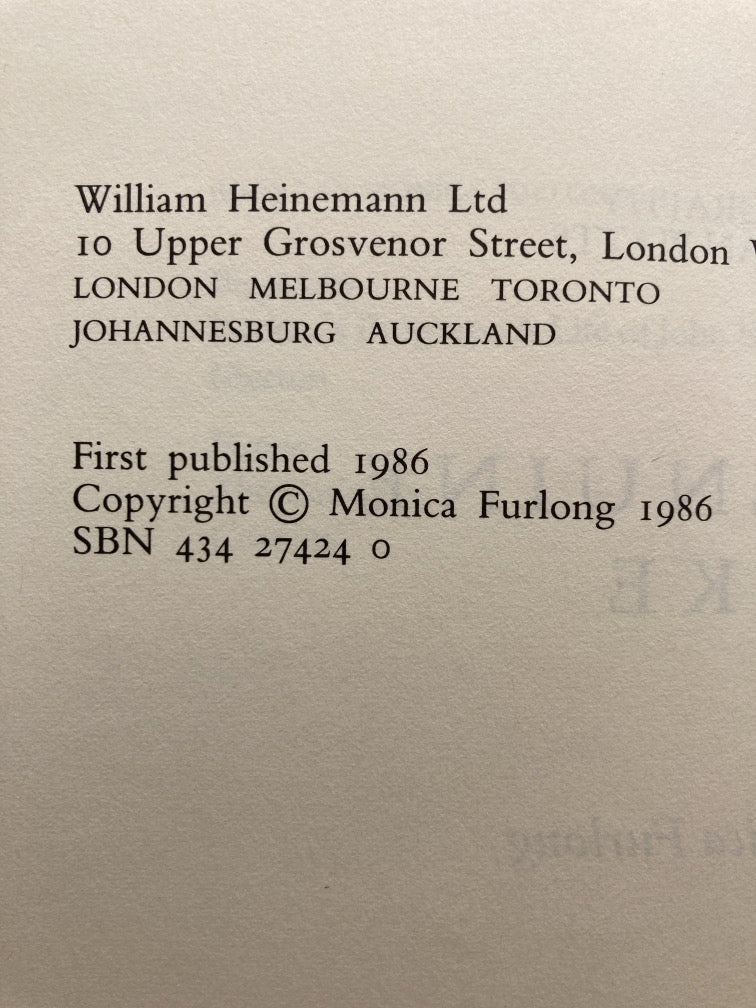 William Heinemann Ltd
10 Upper Grosvenor Street, London
LONDON MELBOURNE TORONTO
JOHANNESBURG AUCKLAND
First published 1986
Copyright © Monica Furlong 1986
SBN 434 27424 0